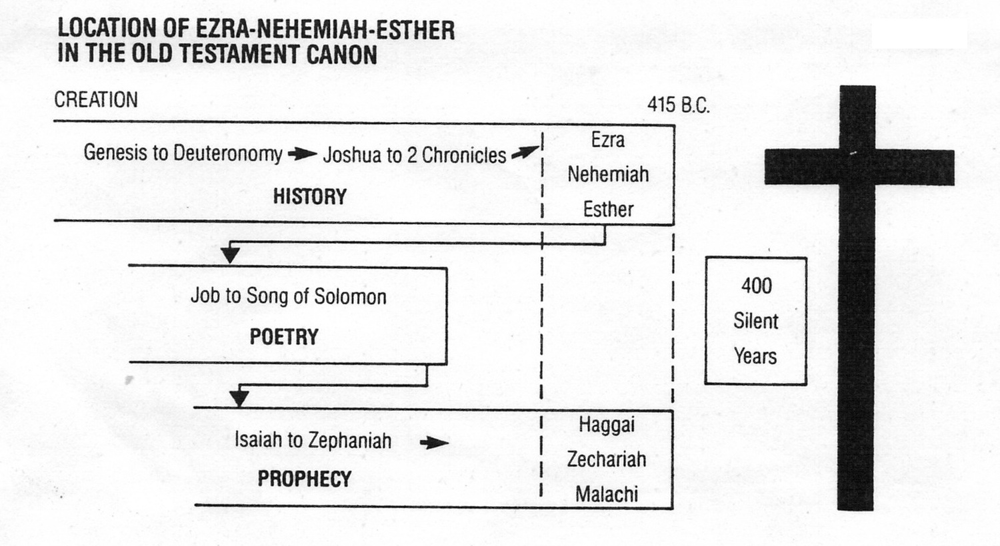 LOCATION OF EZRA-NEHEMIAH-ESTHER
IN THE OLD TESTAMENT CANON
CREATION
415 B.C.
Genesis to Deuteronomy Joshua to 2 Chronicles
HISTORY
Ezra
Nehemiah
Esther
Job to Song of Solomon
POETRY
400
Silent
Years
Isaiah to Zephaniah
PROPHECY
Haggai
Zechariah
Malachi